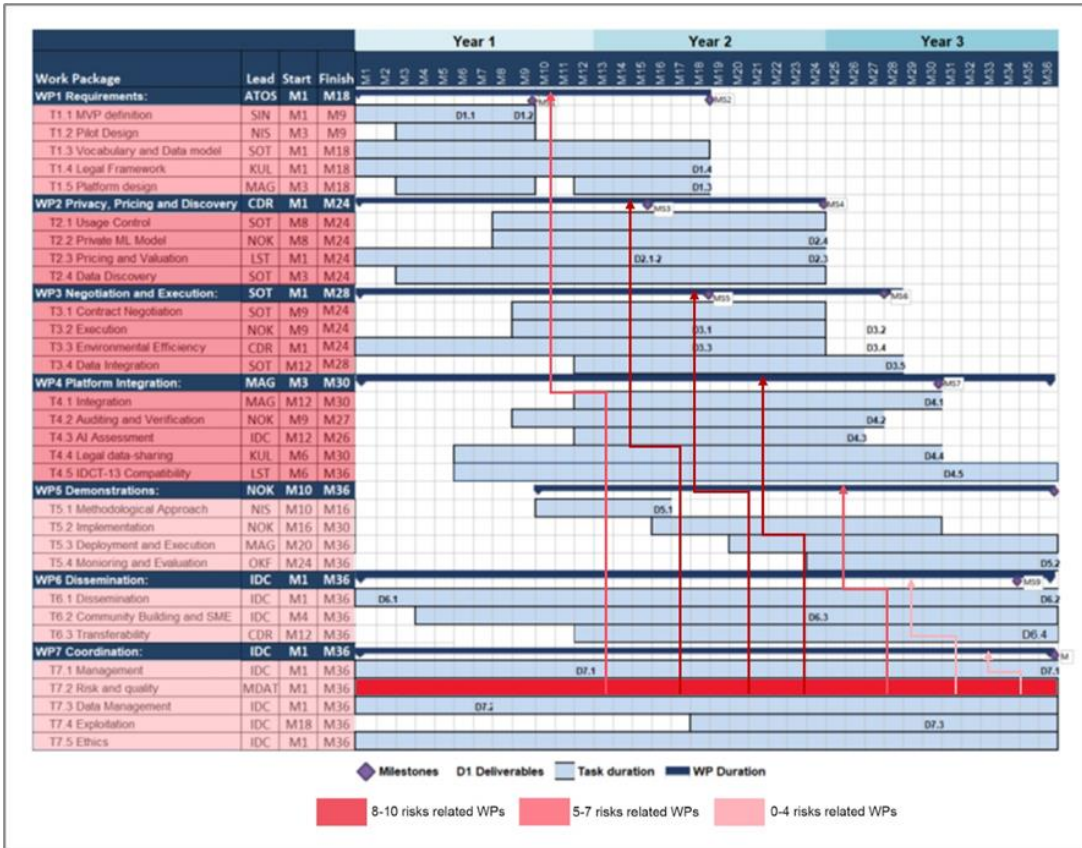 Year 1 Year 2 Year 3
Work Package Lead Start Finish M1 M2 M3 M4 M5 M6 M7 M8 M9 M10 M11 M12 M13 M14 M15 M16 M17 M18 M19 M20 M21 M22 M23 M24 M25 M26 M27 M28 M29 M30 M31 M32 M33 M34 M35 M36
WP1 Requirements: ATOS M1 M18 MS2
T1.1 MVP definition SIN M1 M9 D1.1 D1.2
T1.2 Pilot Design NIS M3 M9
T1.3 Vocabulary and Data model SOT M1 M18
T1.4 Legal Framework KUL M1 M18 D1.4
T1.5 Platform design MAG M3 M18 D1.3
WP2 Privacy, Pricing and Discovery CDR M1 M24 MS3 MS4
T2.1 Usage Control SOT M8 M24
T2.2 Private ML Model NOK M8 M24 D2.4
T2.3 Pricing and Valuation LST M1 M24 D2.1-2 D2.3
T2.4 Data Discovery SOT M3 M24
WP3 Negotiation and Execution: SOT M1 M28 MS5 MS6
T3.1 Contract Negotiation SOT M9 M24
T3.2 Execution NOK M9 M24 D3.1 D3.2
T3.3 Environmental Efficiency CDR M1 M24 D3.3 D3.4
T3.4 Data Integration SOT M12 M28 D3.5
WP4 Platform Integration: MAG M3 M30 MS7
T4.1 Integration MAG M12 M30 D4.1
T4.2 Auditing and Verification NOK M9 M27 D4.2
T4.3 AI Assessment IDC M12 M26 D4.3
T4.4 Legal data-sharing KUL M6 M30 D4.4
T4.5 IDCT-13 Compatibility LST M6 M36 D4.5
WP5 Demonstrations: NOK M10 M36
T5.1 Methodological Approach NIS M10 M16 D5.1
T5.2 Implementation NOK M16 M30
T5.3 Deployment and Execution MAG M20 M36
T5.4 Monioring and Evaluation OKF M24 M36 D5.2
WP6 Dissemination: IDC M1 M36 MS9
T6.1 Dissemination IDC M1 M36 D6.1 D6.2
T6.2 Community Building and SME IDC M4 M36 D6.3
T6.3 Transferability CDR M12 M36 D6.4
WP7 Coordination: IDC M1 M36 M
T7.1 Management IDC M1 M36 D7.1 D7.1
T7.2 Risk and quality MDAT M1 M36
T7.3 Data Management IDC M1 M36 D7.2
T7.4 Exploitation IDC M18 M36 D7.3
T7.5 Ethics IDC M1 M36
Milestones D1 Deliverables Task duration WP Duration
8-10 risks related WPs 5-7 risks related WPs 0-4 risks related WPs